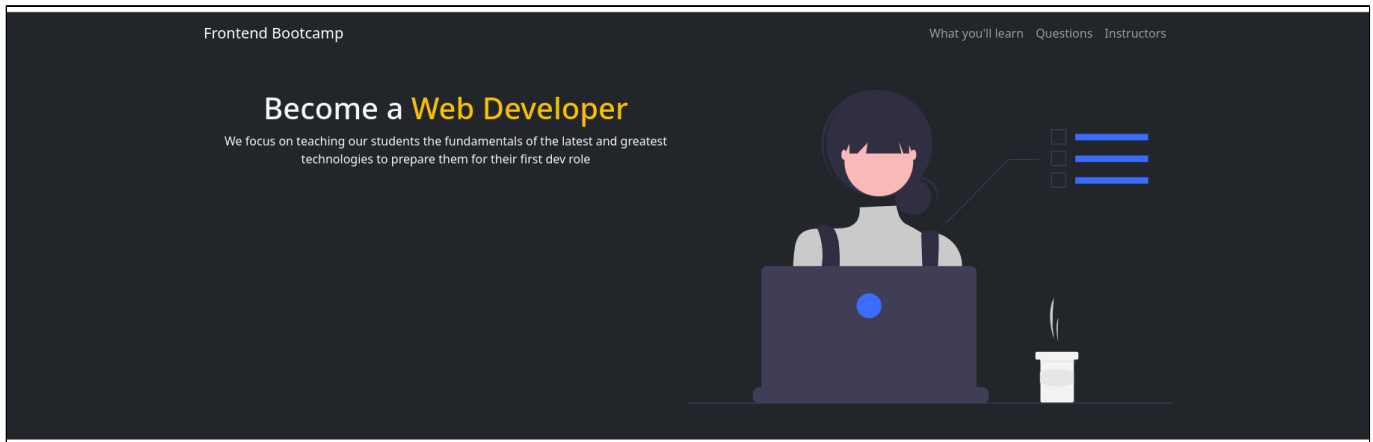 Frontend Bootcamp
What you'll learn Questions Instructors
Become a Web Developer
We focus on teaching our students the fundamentals of the latest and greatest
technologies to prepare them for their first dev role